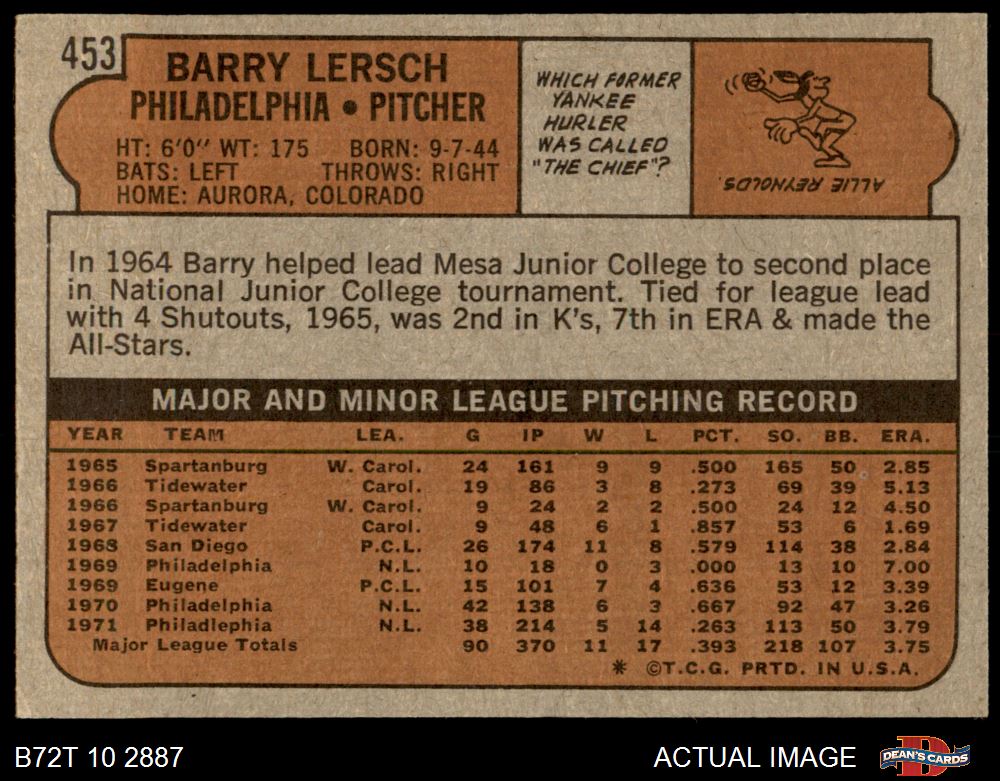 453
BARRY LERSCH
PHILADELPHIA • PITCHER
HT: 6'0" WT: 175 BORN: 9-7-44
BATS: LEFT THROWS: RIGHT
HOME: AURORA, COLORADO
WHICH FORMER
YANKEE
HURLER
WAS CALLED
"THE CHIEF"?
ALLIE REYNOLDS.
In 1964 Barry helped lead Mesa Junior College to second place
in National Junior College tournament. Tied for league lead
with 4 Shutouts, 1965, was 2nd in K's, 7th in ERA & made the
All-Stars.
MAJOR AND MINOR LEAGUE PITCHING RECORD
YEAR TEAM LEA. G IP W L PCT. SO. BB. ERA.
1965 Spartanburg W. Carol. 24 161 9 9 .500 165 50 2.85
1966 Tidewater Carol. 19 86 3 8 .273 69 39 5.13
1966 Spartanburg W. Carol. 9 24 2 2 .500 24 12 4.50
1967 Tidewater Carol. 9 48 6 1 .857 53 6 1.69
1968 San Diego P.C.L. 26 174 11 8 .579 114 38 2.84
1969 Philadelphia N.L. 10 18 0 3 .000 13 10 7.00
1969 Eugene P.C.L. 15 101 7 4 .636 53 12 3.39
1970 Philadelphia N.L. 42 138 6 3 .667 92 47 3.26
1971 Philadlephia N.L. 38 214 5 14 .263 113 50 3.79
Major League Totals 90 370 11 17 .393 218 107 3.75
* ©T.C.G. PRTD. IN U.S.A.
B72T 10 2887
ACTUAL IMAGE
D
DEAN'S CARDS